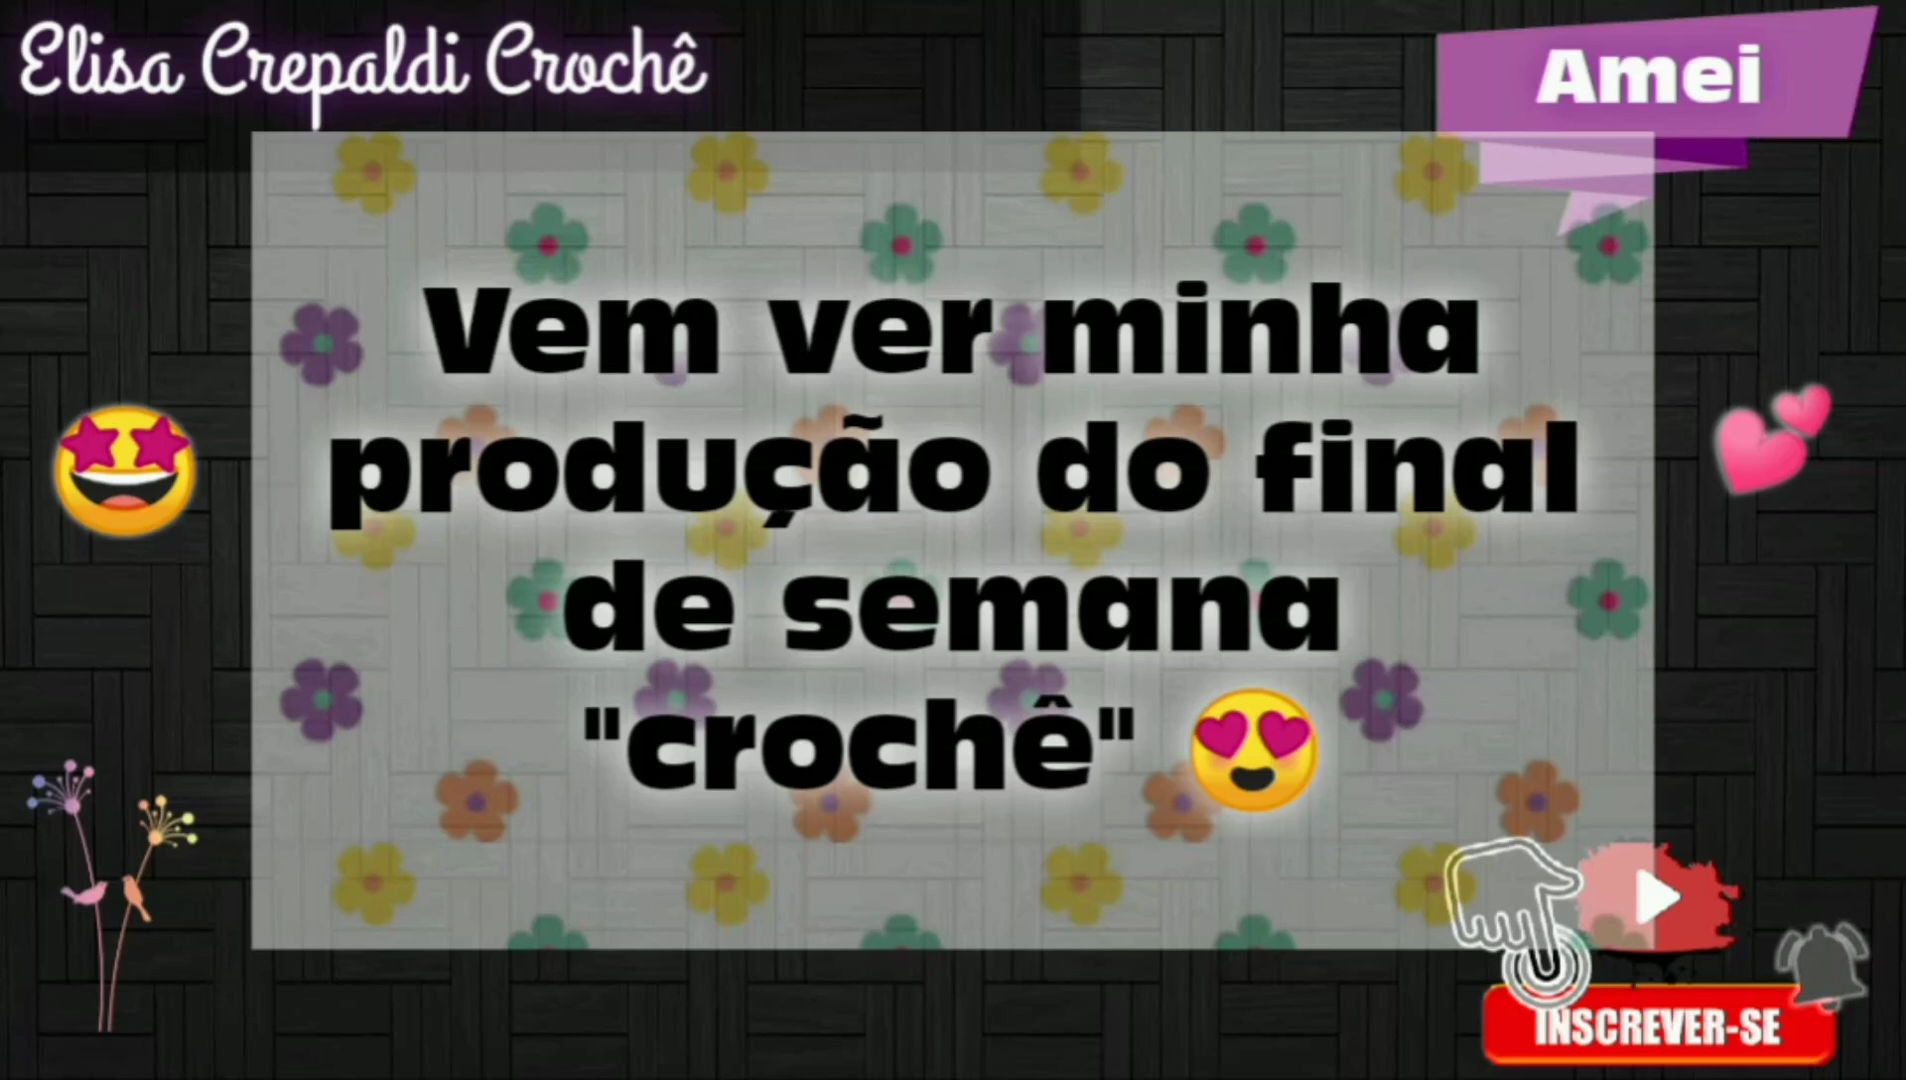 Elisa Crepaldi Crochê
Amei
Vem ver minha
produção do final
de semana
"crochê" 😍
INSCREVER-SE